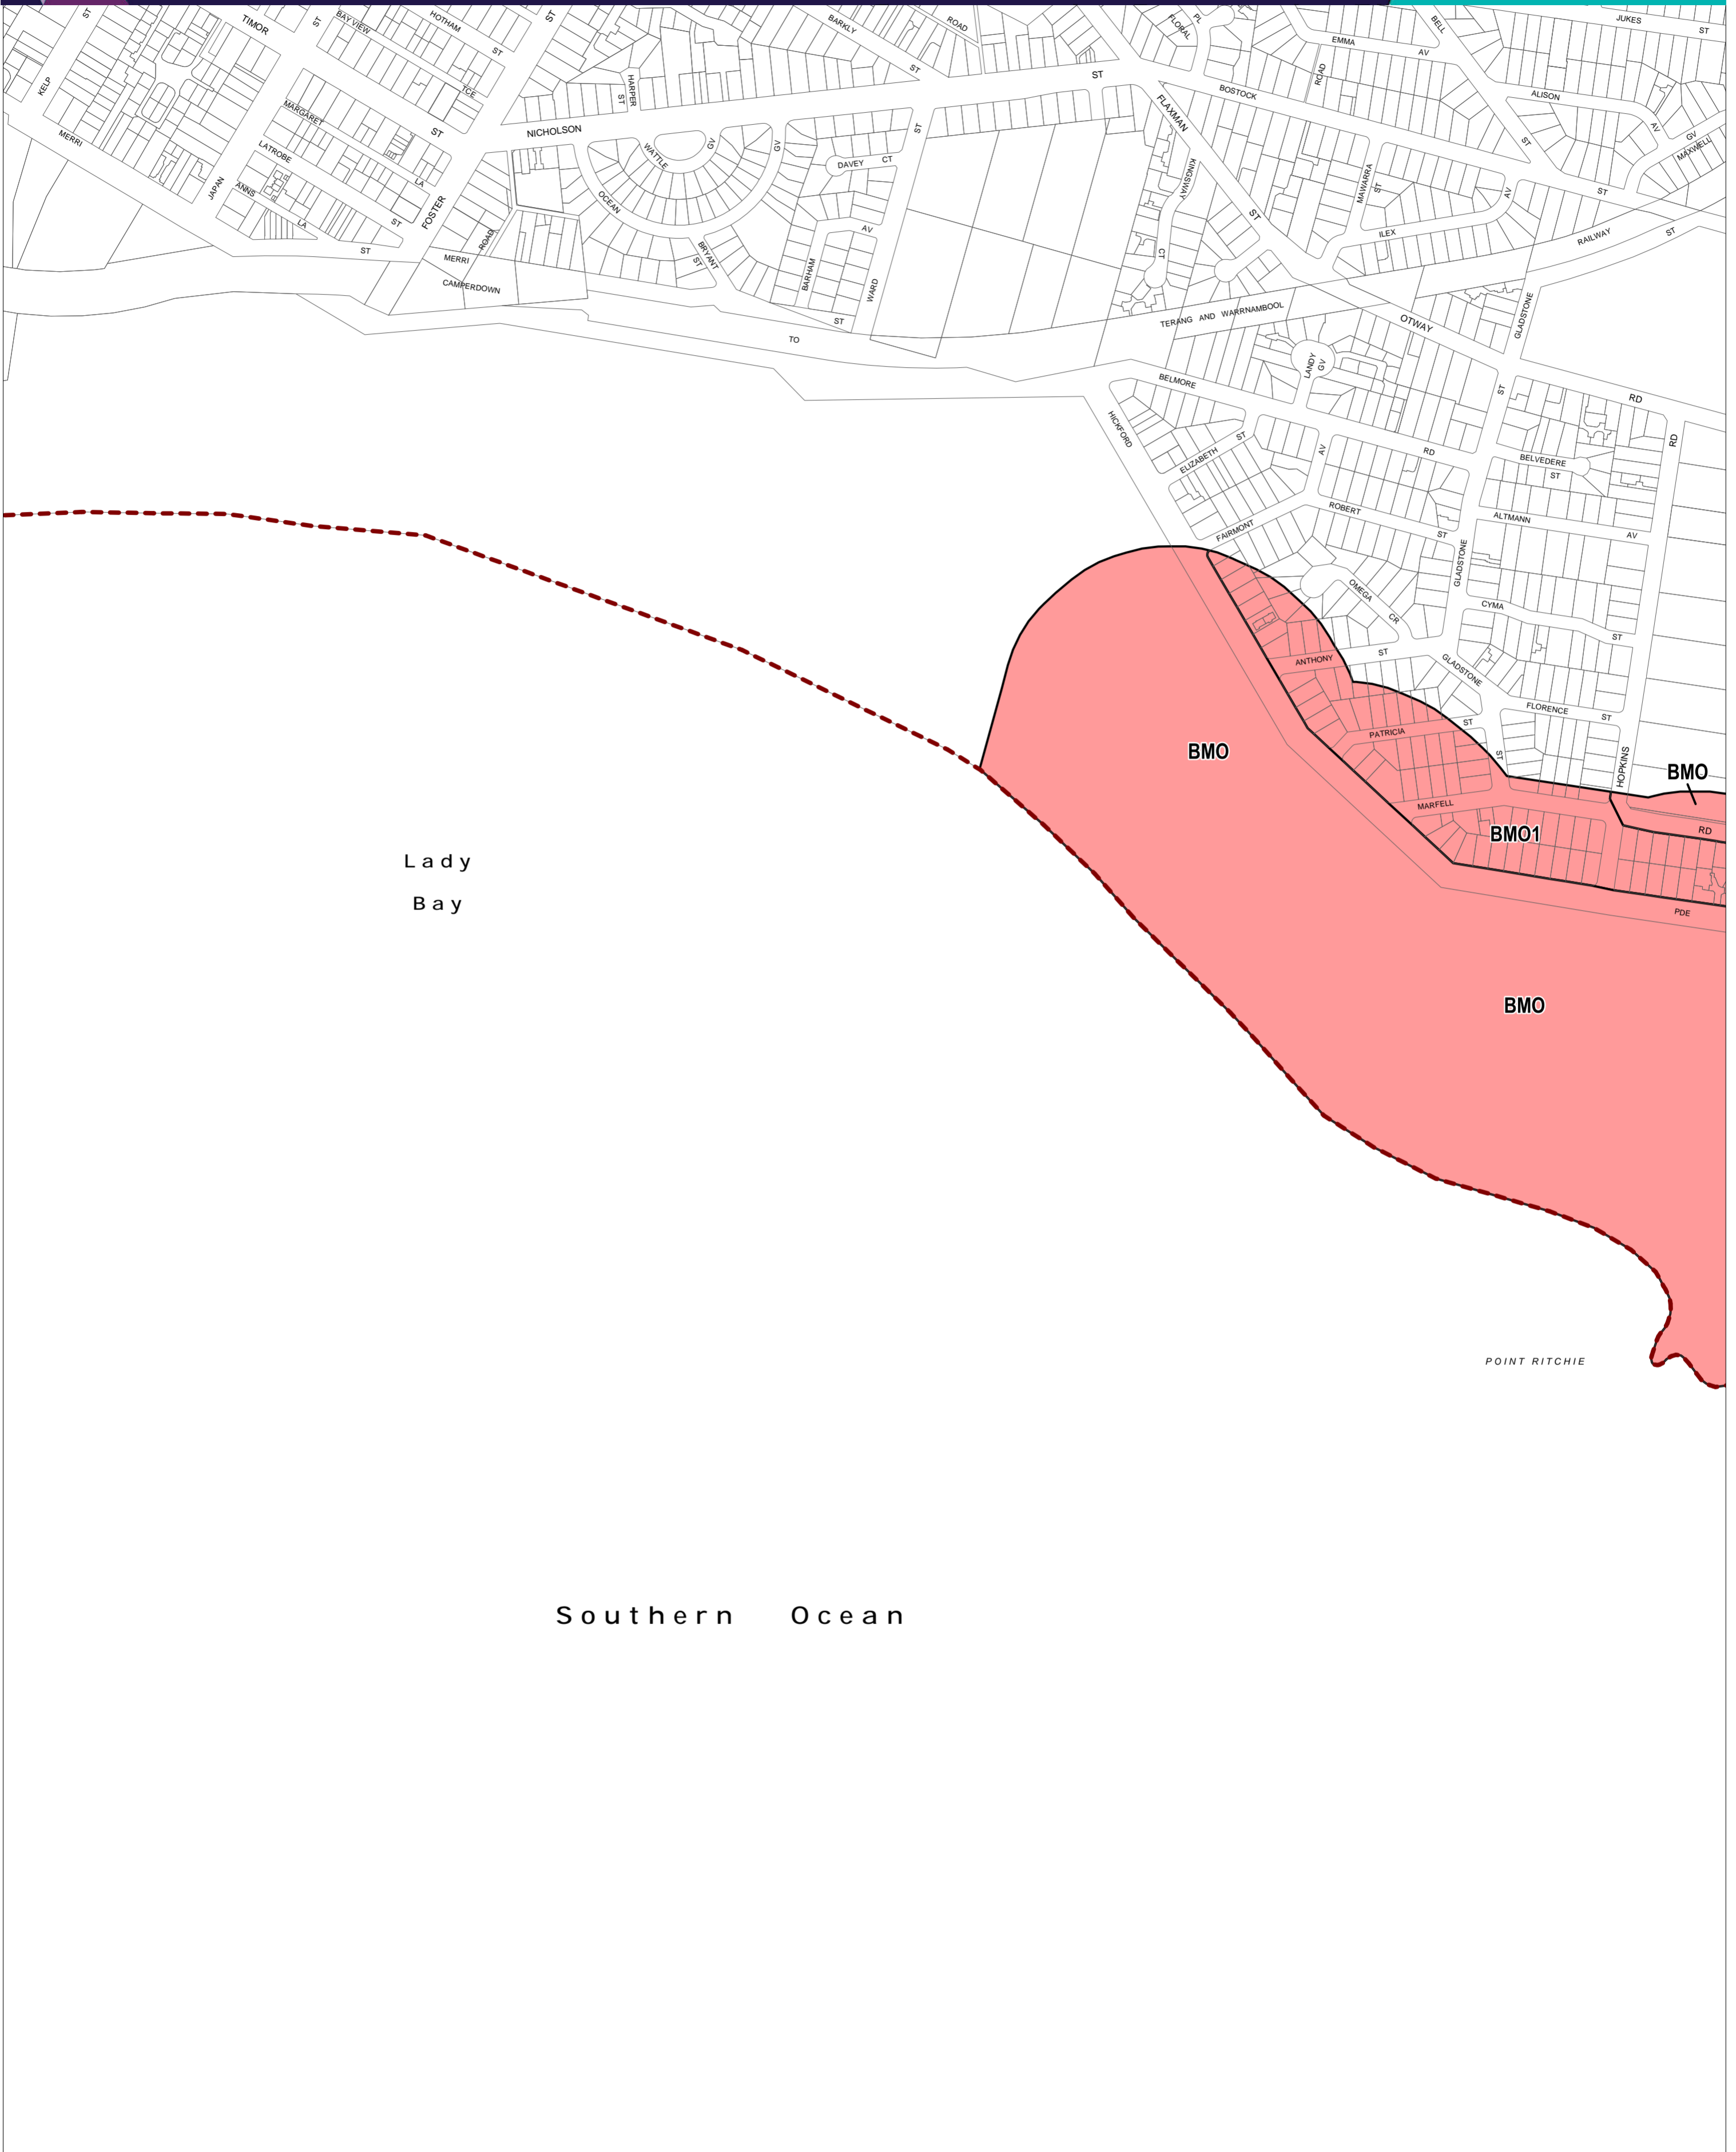 TIMOR
ST
BAY VIEW
HOTHAM
ST
TCE
ST
BARKLY
ROAD
ST
FLORAL
PL
EMMA
AV
BELL
JUKES
ST
KELP
ST
MERRI
MARGARET
ST
LATROBE
LA
ANNS
LA
ST
JAPAN
FOSTER
ST
NICHOLSON
HARPER
ST
WATTLE
GV
OCEAN
GV
DAVEY
CT
ST
ST
FLAXMAN
BOSTOCK
ROAD
ALISON
AV
GV
MAXWELL
ST
KINGSWAY
CT
ST
MAWARRA
ST
AV
ST
ILEX
RAILWAY
ST
MERRI
ROAD
CAMPERDOWN
BRYANT
ST
BARHAM
AV
WARD
ST
TO
TERANG AND WARRNAMBOOL
OTWAY
GLADSTONE
LANDY
GV
BELMORE
HICKFORD
ELIZABETH
ST
AV
RD
ST
RD
RD
BELVEDERE
ST
ALTMANN
AV
ROBERT
ST
FAIRMONT
GLADSTONE
OMEGA
CR
CYMA
ST
ANTHONY
ST
GLADSTONE
FLORENCE
ST
PATRICIA
ST
ST
HOPKINS
BMO
BMO
MARFELL
BMO1
RD
PDE
Lady
Bay
BMO
POINT RITCHIE
Southern Ocean